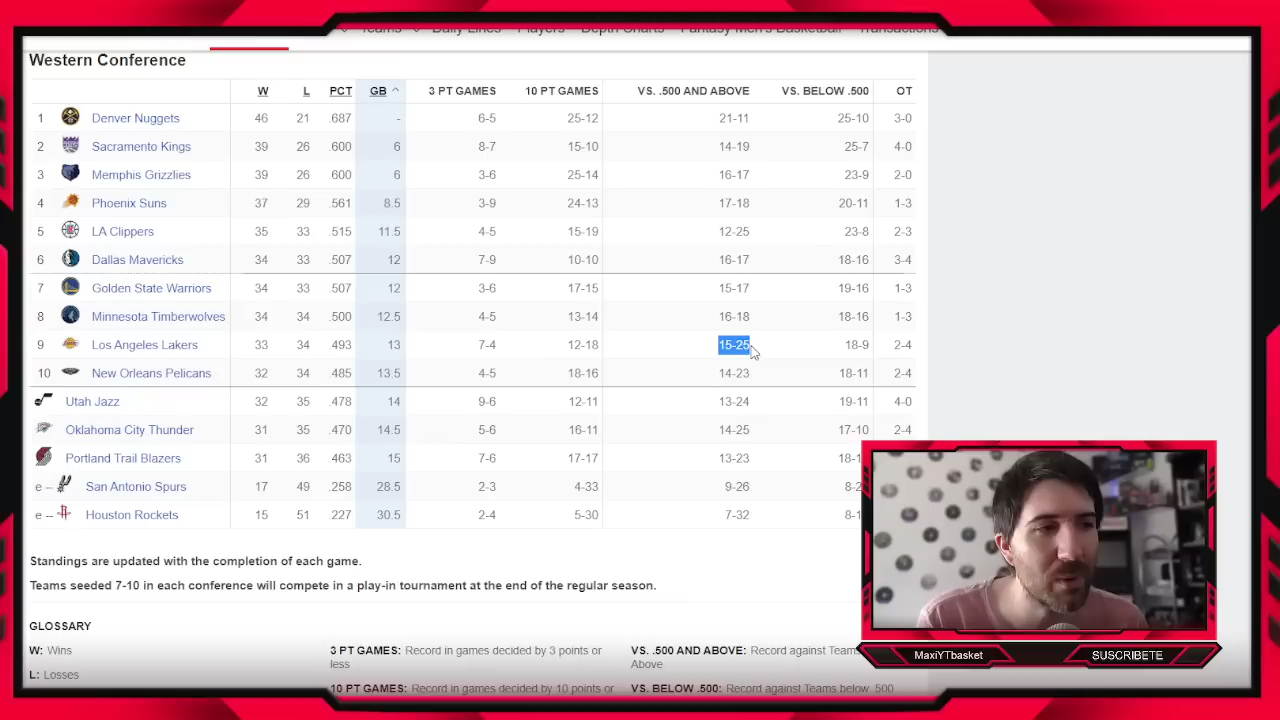 Teams Daily Lines Players Depth Charts Fantasy Men's Basketball Transactions
Western Conference
W L PCT GB 3 PT GAMES 10 PT GAMES VS. .500 AND ABOVE VS. BELOW .500 OT
1 Denver Nuggets 46 21 .687 - 6-5 25-12 21-11 25-10 3-0
2 Sacramento Kings 39 26 .600 6 8-7 15-10 14-19 25-7 4-0
3 Memphis Grizzlies 39 26 .600 6 3-6 25-14 16-17 23-9 2-0
4 Phoenix Suns 37 29 .561 8.5 3-9 24-13 17-18 20-11 1-3
5 LA Clippers 35 33 .515 11.5 4-5 15-19 12-25 23-8 2-3
6 Dallas Mavericks 34 33 .507 12 7-9 10-10 16-17 18-16 3-4
7 Golden State Warriors 34 33 .507 12 3-6 17-15 15-17 19-16 1-3
8 Minnesota Timberwolves 34 34 .500 12.5 4-5 13-14 16-18 18-16 1-3
9 Los Angeles Lakers 33 34 .493 13 7-4 12-18 15-25 18-9 2-4
10 New Orleans Pelicans 32 34 .485 13.5 4-5 18-16 14-23 18-11 2-4
Utah Jazz 32 35 .478 14 9-6 12-11 13-24 19-11 4-0
Oklahoma City Thunder 31 35 .470 14.5 5-6 16-11 14-25 17-10 2-4
Portland Trail Blazers 31 36 .463 15 7-6 17-17 13-23 18-1
e -- San Antonio Spurs 17 49 .258 28.5 2-3 4-33 9-26 8-2
e -- Houston Rockets 15 51 .227 30.5 2-4 5-30 7-32 8-1
Standings are updated with the completion of each game.
Teams seeded 7-10 in each conference will compete in a play-in tournament at the end of the regular season.
GLOSSARY
W: Wins
L: Losses
3 PT GAMES: Record in games decided by 3 points or
less
10 PT GAMES: Record in games decided by 10 points or
VS. .500 AND ABOVE: Record against Teams
Above
VS. BELOW .500: Record against Teams below .500
MaxiYTbasket
SUSCRIBETE